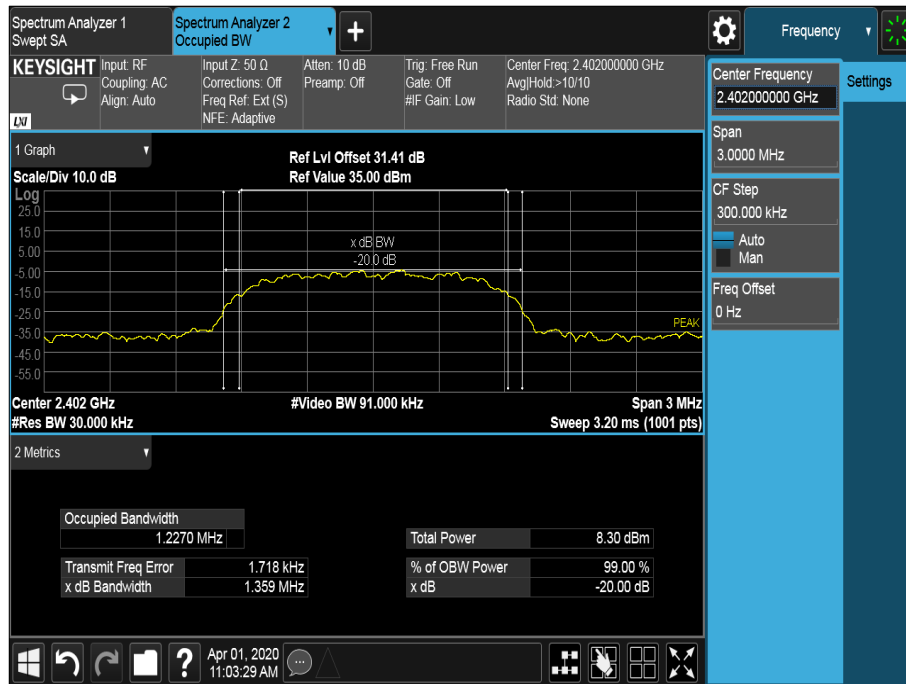 Spectrum Analyzer 1
Swept SA
Spectrum Analyzer 2
Occupied BW
Frequency
KEYSIGHT
LXI
Input: RF
Coupling: AC
Align: Auto
Input Z: 50 Ω
Corrections: Off
Freq Ref: Ext (S)
NFE: Adaptive
Atten: 10 dB
Preamp: Off
Trig: Free Run
Gate: Off
#IF Gain: Low
Center Freq: 2.402000000 GHz
Avg|Hold:>10/10
Radio Std: None
Center Frequency
2.402000000 GHz
Settings
Span
3.0000 MHz
CF Step
300.000 kHz
Auto
Man
Freq Offset
0 Hz
1 Graph
Scale/Div 10.0 dB
Ref Lvl Offset 31.41 dB
Ref Value 35.00 dBm
Log
25.0
15.0
5.00
-5.00
-15.0
-25.0
-35.0
-45.0
-55.0
x dB BW
-20.0 dB
PEAK
Center 2.402 GHz
#Video BW 91.000 kHz
Span 3 MHz
#Res BW 30.000 kHz
Sweep 3.20 ms (1001 pts)
2 Metrics
Occupied Bandwidth
1.2270 MHz
Total Power 8.30 dBm
Transmit Freq Error 1.718 kHz
% of OBW Power 99.00 %
x dB Bandwidth 1.359 MHz
x dB -20.00 dB
?
Apr 01, 2020
11:03:29 AM